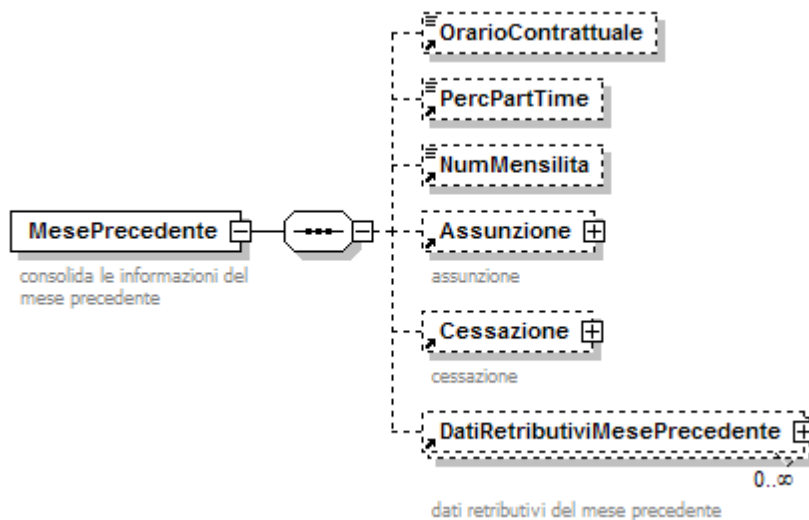 OrarioContrattuale
PercPartTime
NumMensilita
MesePrecedente
consolida le informazioni del
mese precedente
Assunzione
assunzione
Cessazione
cessazione
DatiRetributiviMesePrecedente
0..∞
dati retributivi del mese precedente